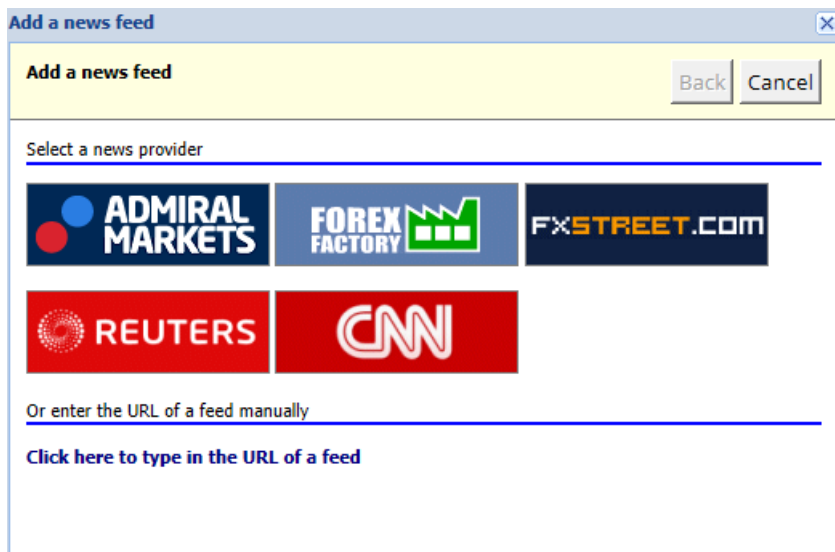 Add a news feed
Add a news feed
Back Cancel
Select a news provider
ADMIRAL
MARKETS
FOREX
FACTORY
FXSTREET.COM
REUTERS
CNN
Or enter the URL of a feed manually
Click here to type in the URL of a feed